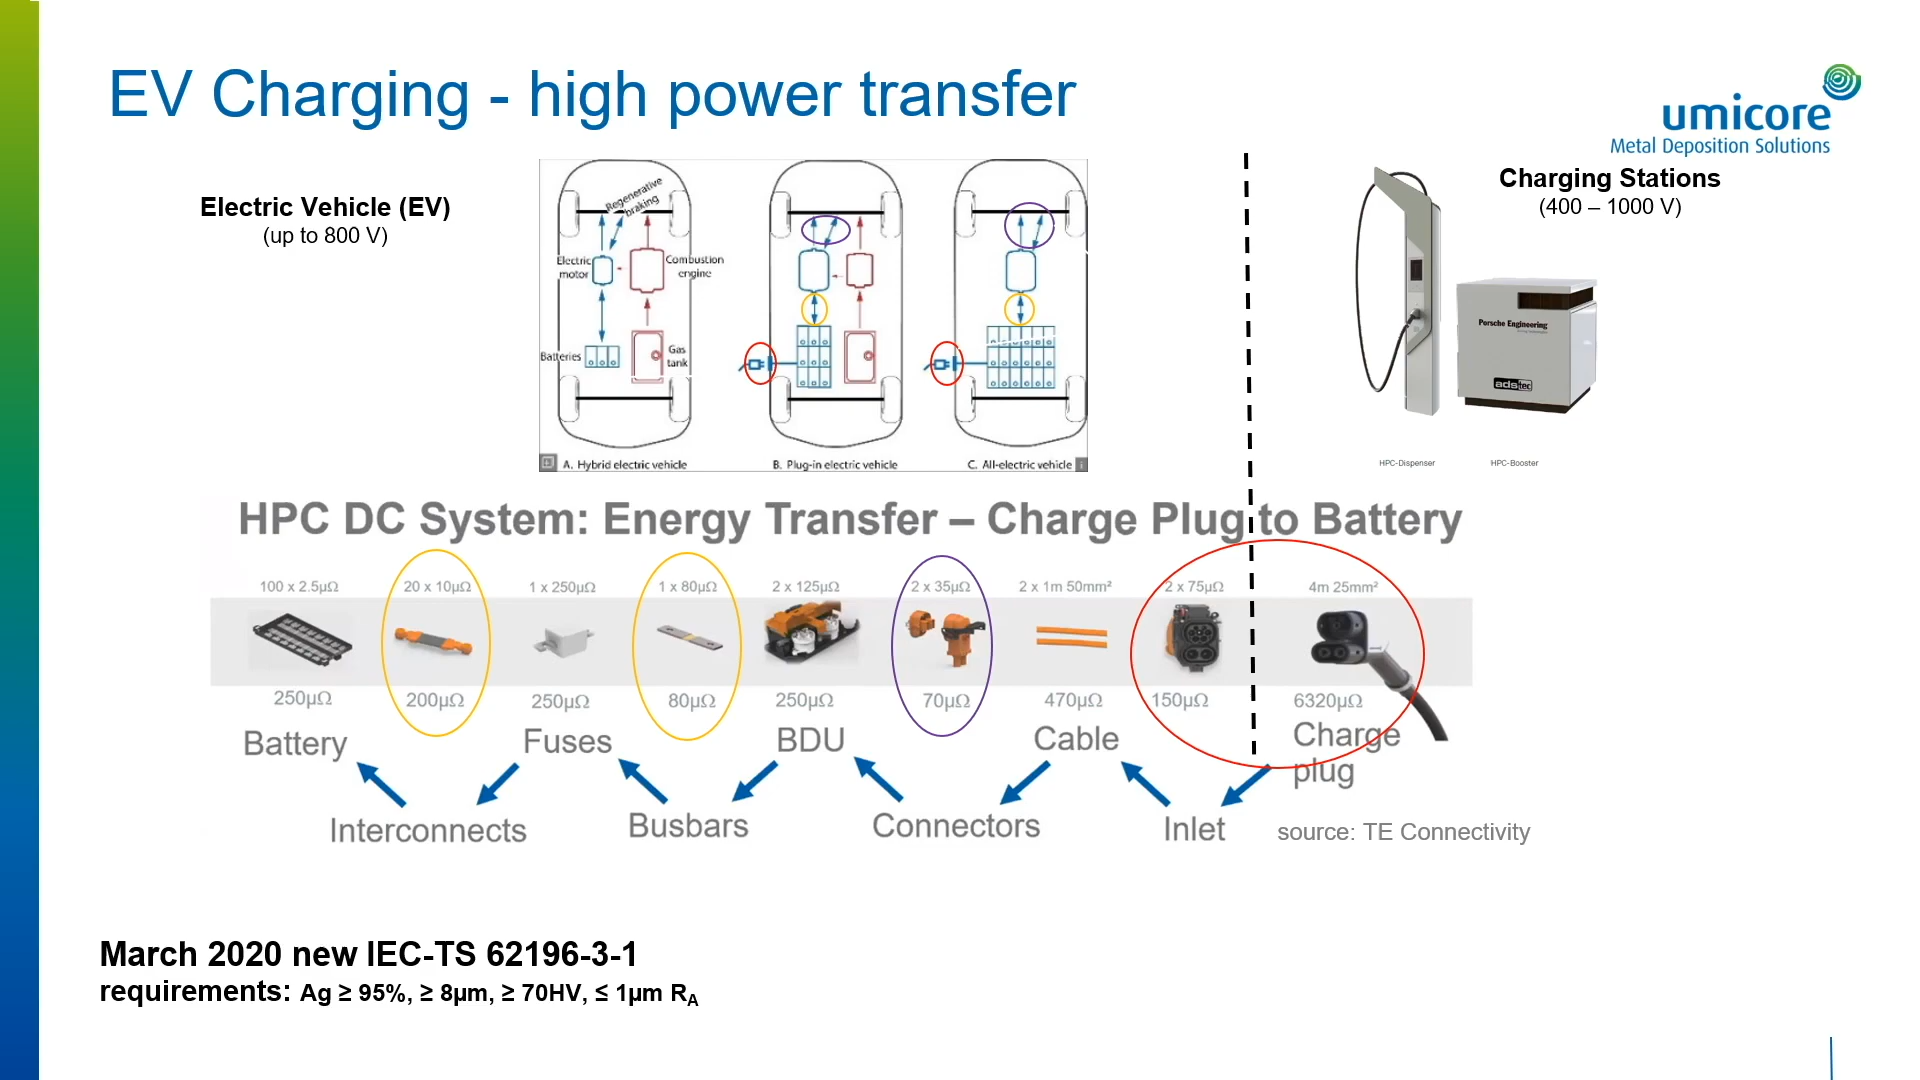 EV Charging - high power transfer
umicore
Metal Deposition Solutions
Electric Vehicle (EV)
(up to 800 V)
Charging Stations
(400 – 1000 V)
Regenerative
braking
Electric
motor
Combustion
engine
Batteries
Gas
tank
A. Hybrid electric vehicle
B. Plug-in electric vehicle
C. All-electric vehicle
Porsche Engineering
ads tec
HPC-Dispenser
HPC-Booster
HPC DC System: Energy Transfer – Charge Plug to Battery
100 x 2.5µΩ 20 x 10µΩ 1 x 250µΩ 1 x 80µΩ 2 x 125µΩ 2 x 35µΩ 2 x 1m 50mm² 2 x 75µΩ 4m 25mm²
250µΩ 200µΩ 250µΩ 80µΩ 250µΩ 70µΩ 470µΩ 150µΩ 6320µΩ
Battery Fuses BDU Cable Charge
plug
Interconnects Busbars Connectors Inlet source: TE Connectivity
March 2020 new IEC-TS 62196-3-1
requirements: Ag ≥ 95%, ≥ 8µm, ≥ 70HV, ≤ 1µm RA